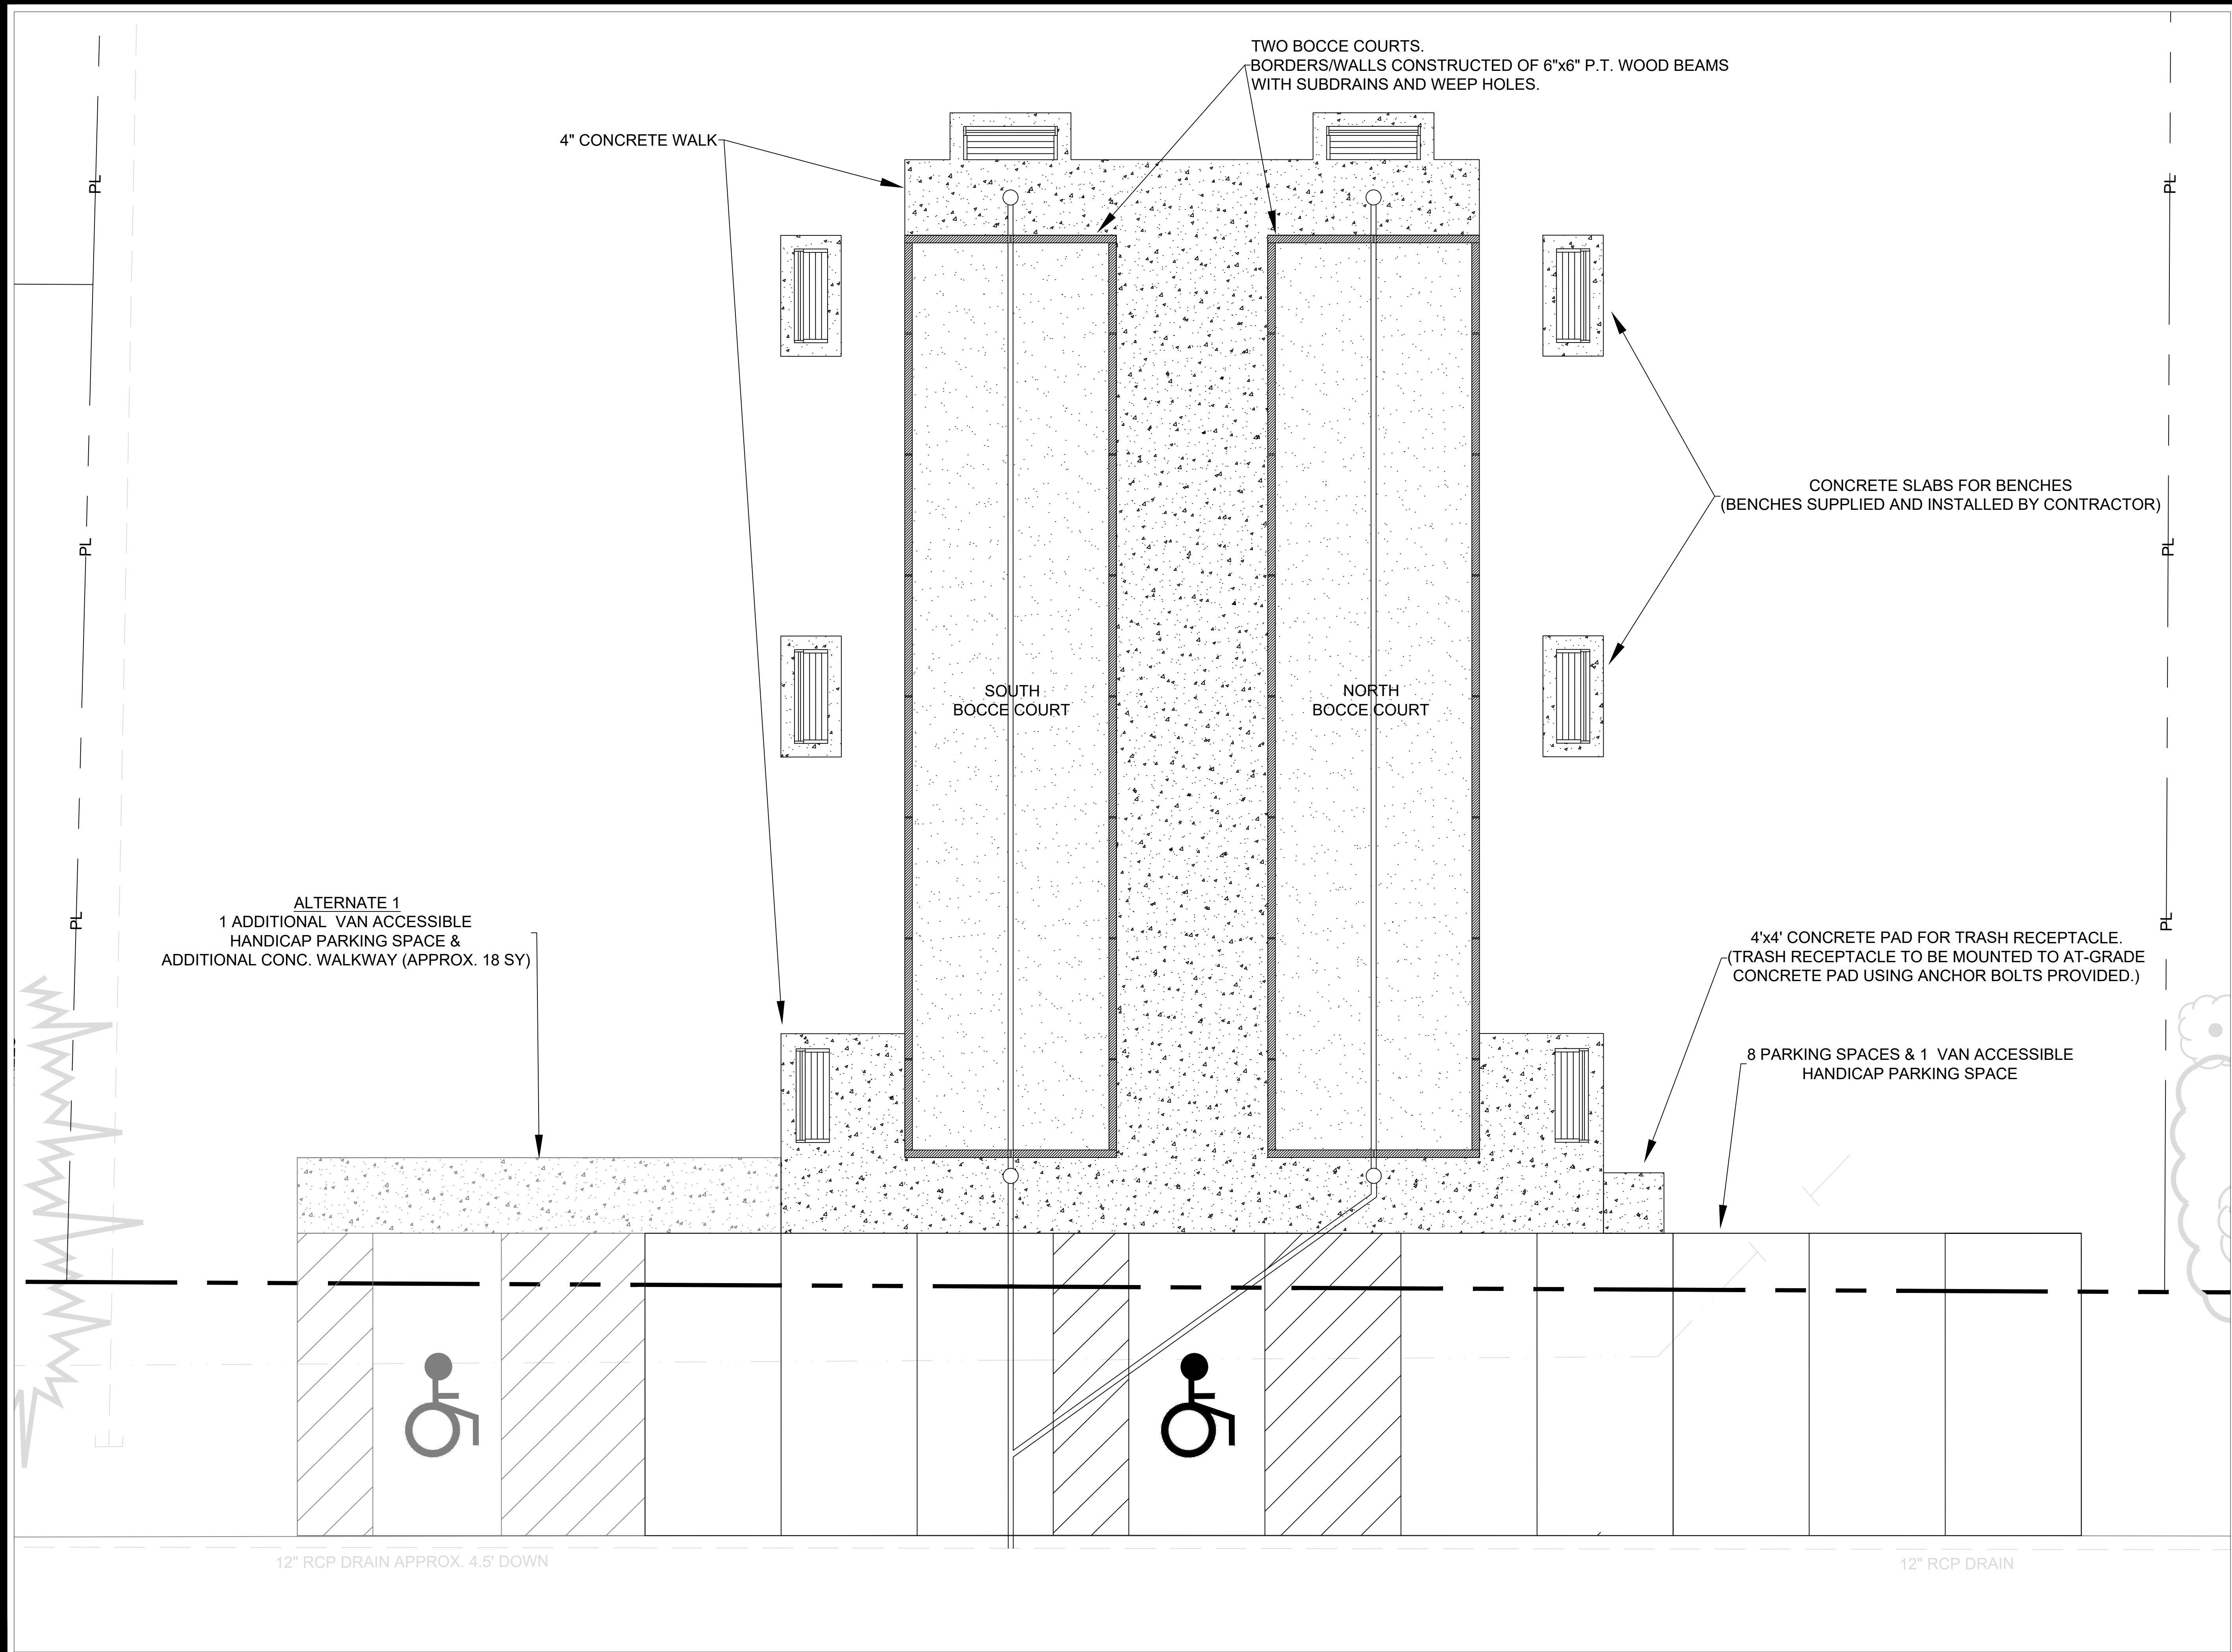 TWO BOCCE COURTS.
BORDERS/WALLS CONSTRUCTED OF 6"x6" P.T. WOOD BEAMS
WITH SUBDRAINS AND WEEP HOLES.
4" CONCRETE WALK
PL
PL
CONCRETE SLABS FOR BENCHES
(BENCHES SUPPLIED AND INSTALLED BY CONTRACTOR)
PL
PL
SOUTH
BOCCE COURT
NORTH
BOCCE COURT
ALTERNATE 1
1 ADDITIONAL  VAN ACCESSIBLE
HANDICAP PARKING SPACE &
ADDITIONAL CONC. WALKWAY (APPROX. 18 SY)
PL
PL
4'x4' CONCRETE PAD FOR TRASH RECEPTACLE.
(TRASH RECEPTACLE TO BE MOUNTED TO AT-GRADE
CONCRETE PAD USING ANCHOR BOLTS PROVIDED.)
8 PARKING SPACES & 1  VAN ACCESSIBLE
HANDICAP PARKING SPACE
12" RCP DRAIN APPROX. 4.5' DOWN
12" RCP DRAIN